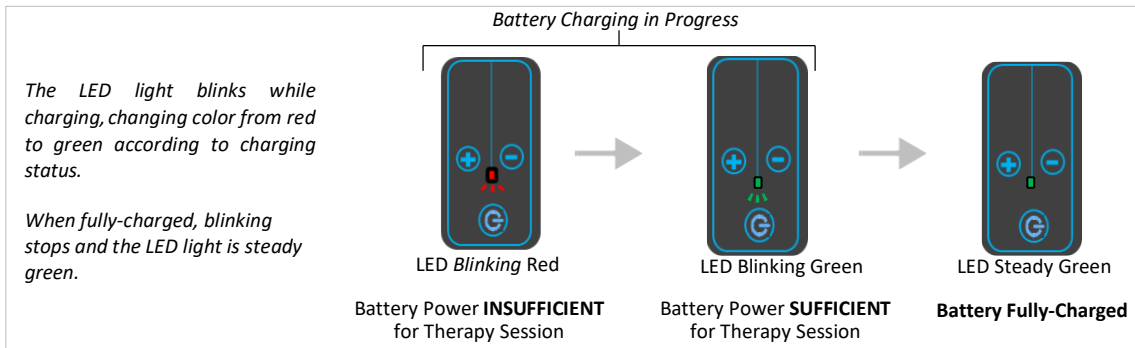 Battery Charging in Progress
The LED light blinks while
charging, changing color from red
to green according to charging
status.
When fully-charged, blinking
stops and the LED light is steady
green.
LED Blinking Red
Battery Power INSUFFICIENT
for Therapy Session
LED Blinking Green
Battery Power SUFFICIENT
for Therapy Session
LED Steady Green
Battery Fully-Charged